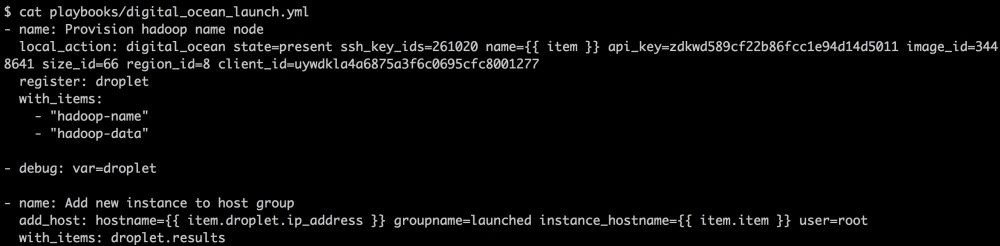 $ cat playbooks/digital_ocean_launch.yml
- name: Provision hadoop name node
  local_action: digital_ocean state=present ssh_key_ids=261020 name={{ item }} api_key=zdkwd589cf22b86fcc1e94d14d5011 image_id=344
8641 size_id=66 region_id=8 client_id=uywdkla4a6875a3f6c0695cfc8001277
  register: droplet
  with_items:
    - "hadoop-name"
    - "hadoop-data"

- debug: var=droplet

- name: Add new instance to host group
  add_host: hostname={{ item.droplet.ip_address }} groupname=launched instance_hostname={{ item.item }} user=root
  with_items: droplet.results